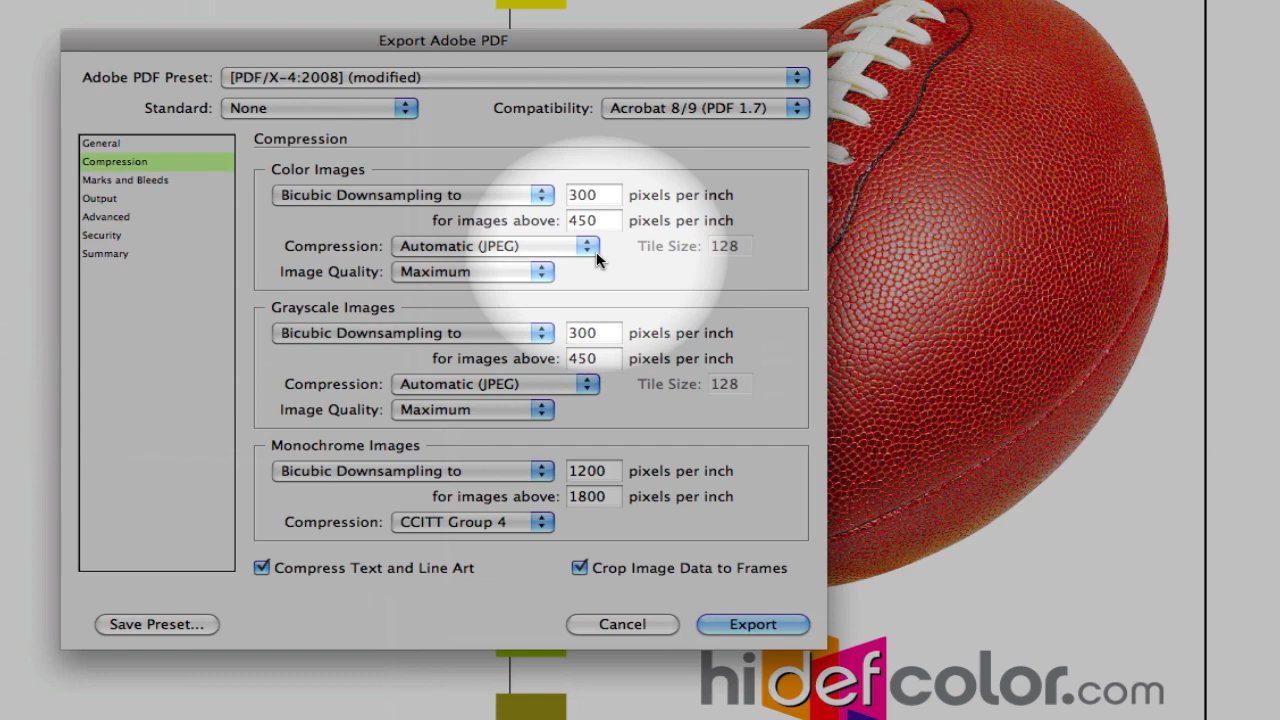 Export Adobe PDF
Adobe PDF Preset: [PDF/X-4:2008] (modified)
Standard: None Compatibility: Acrobat 8/9 (PDF 1.7)
General
Compression
Marks and Bleeds
Output
Advanced
Security
Summary
Compression
Color Images
Bicubic Downsampling to 300 pixels per inch
for images above: 450 pixels per inch
Compression: Automatic (JPEG) Tile Size: 128
Image Quality: Maximum
Grayscale Images
Bicubic Downsampling to 300 pixels per inch
for images above: 450 pixels per inch
Compression: Automatic (JPEG) Tile Size: 128
Image Quality: Maximum
Monochrome Images
Bicubic Downsampling to 1200 pixels per inch
for images above: 1800 pixels per inch
Compression: CCITT Group 4
Compress Text and Line Art Crop Image Data to Frames
Save Preset... Cancel Export
hidefcolor.com